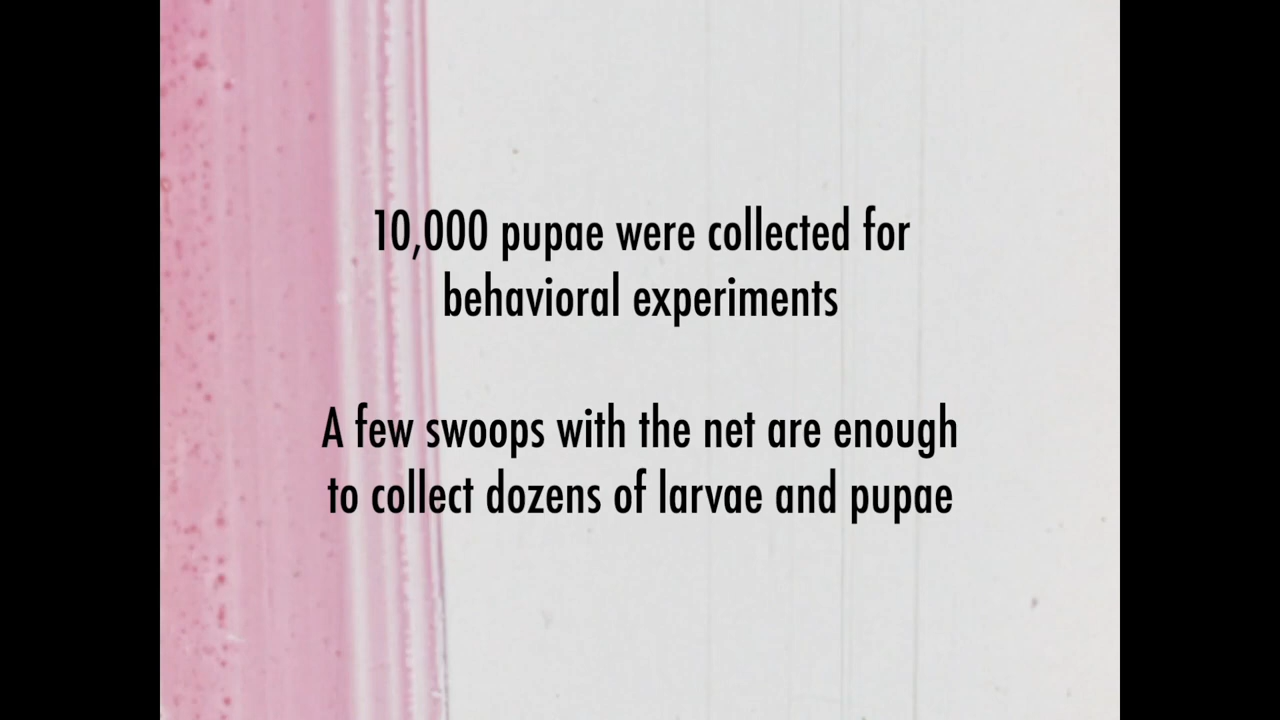 10,000 pupae were collected for
behavioral experiments
A few swoops with the net are enough
to collect dozens of larvae and pupae